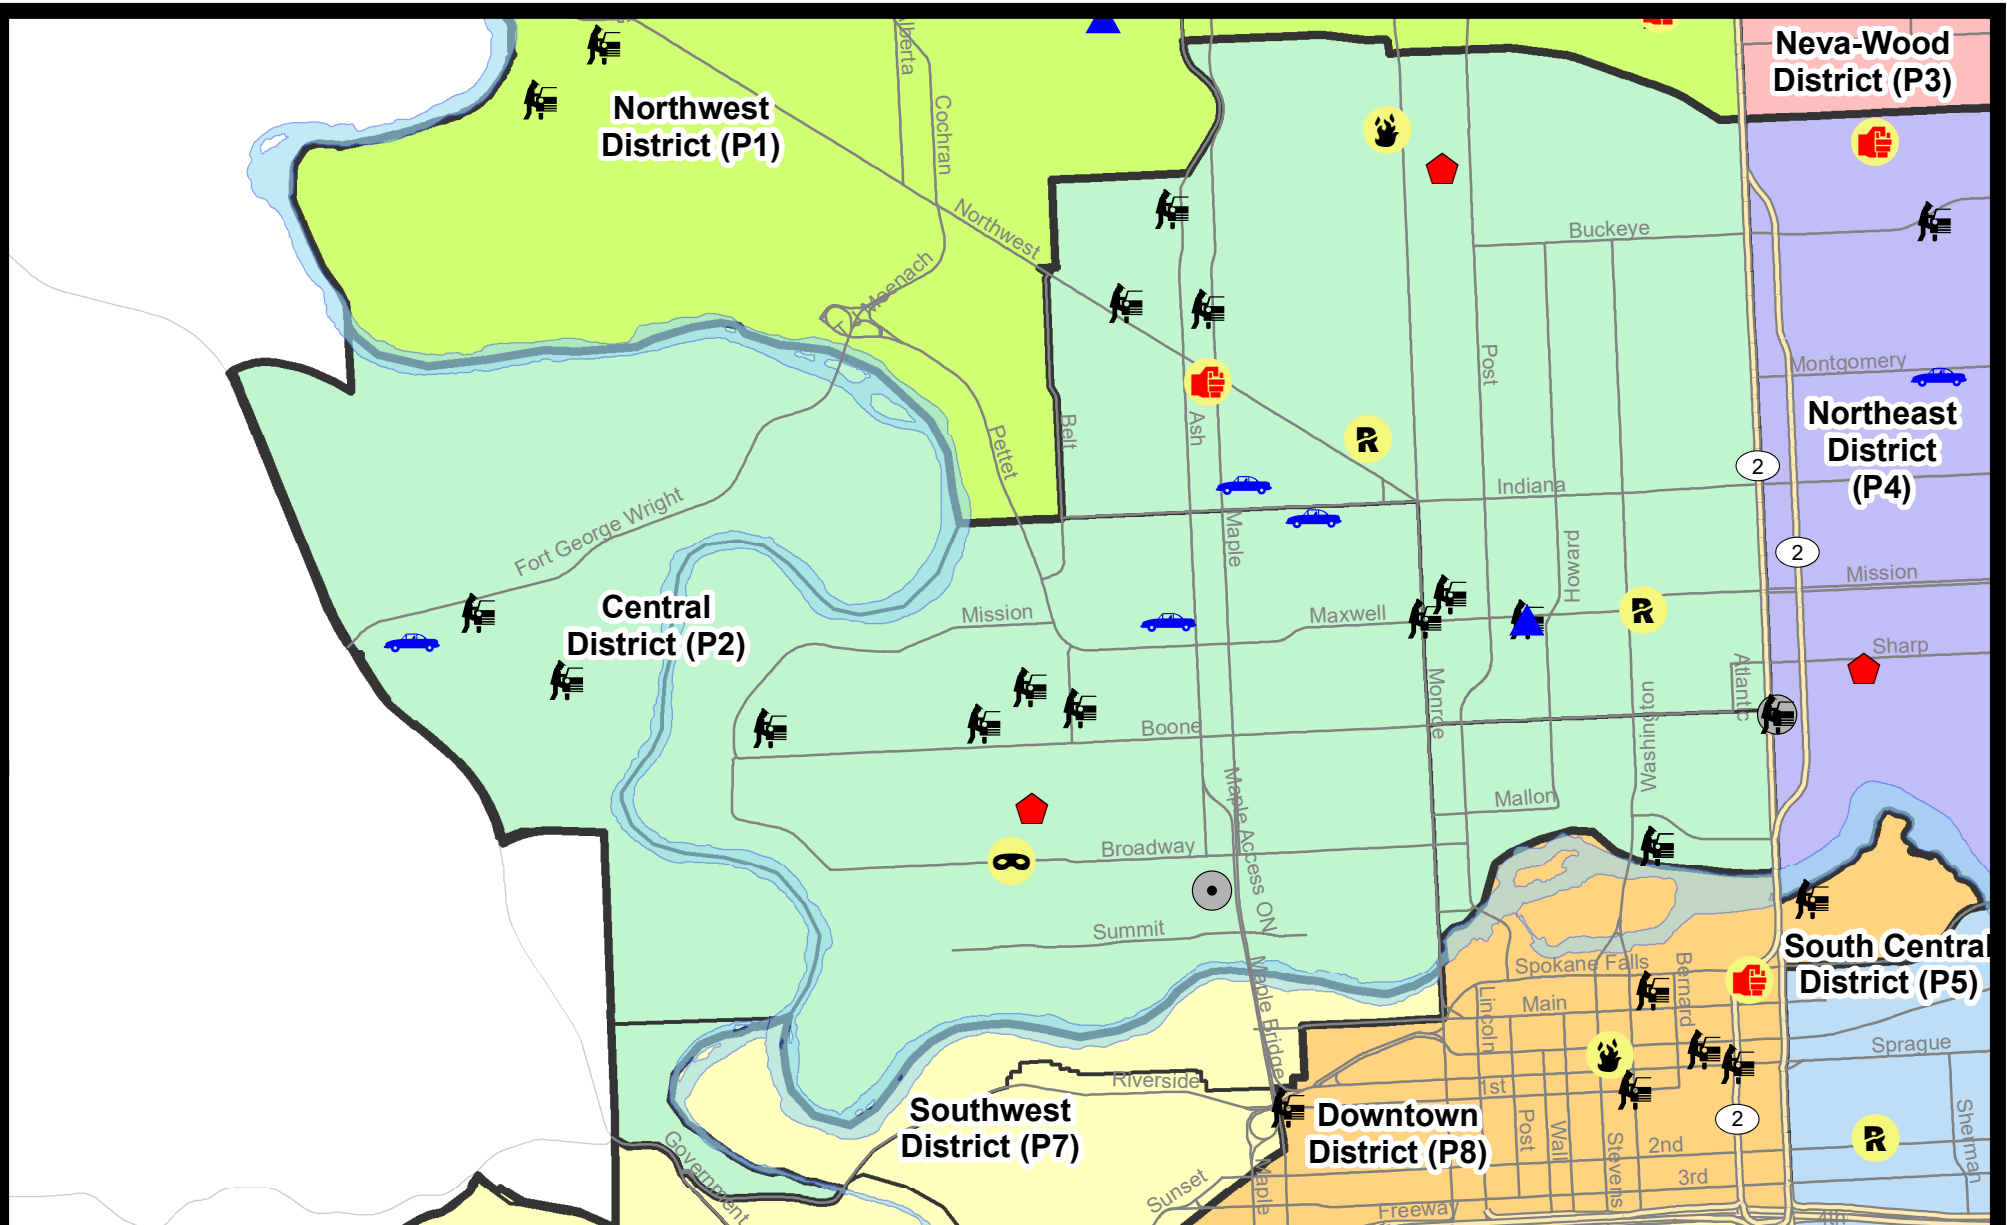 Neva-Wood
District (P3)
lberta
Northwest
District (P1)
Cochran
Northwest
Buckeye
T J Meenach
Post
Montgomery
Northeast
District
(P4)
Belt
Ash
Pettet
2
Indiana
Fort George Wright
Maple
Howard
2
Mission
Central
District (P2)
Mission
Maxwell
Sharp
Atlantic
Monroe
Washington
Boone
Maple Access ON
Mallon
Broadway
Summit
South Central
District (P5)
Spokane Falls
Bernard
Maple Bridge
Lincoln
Main
Sprague
Riverside
1st
Southwest
District (P7)
Downtown
District (P8)
2
Sherman
Post
Wall
Stevens
2nd
Government
Maple
Sunset
3rd
Freeway
4th
R
R
R